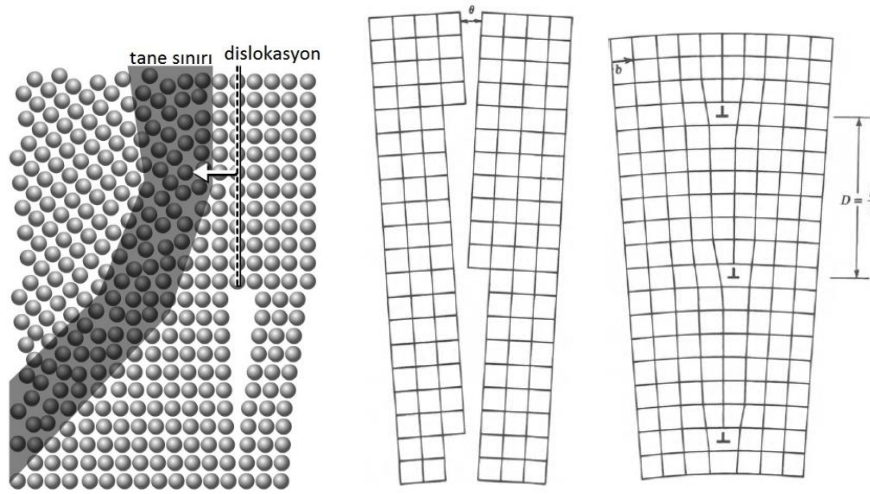 tane sınırı
dislokasyon
θ
b
⊥
D =
⊥
⊥